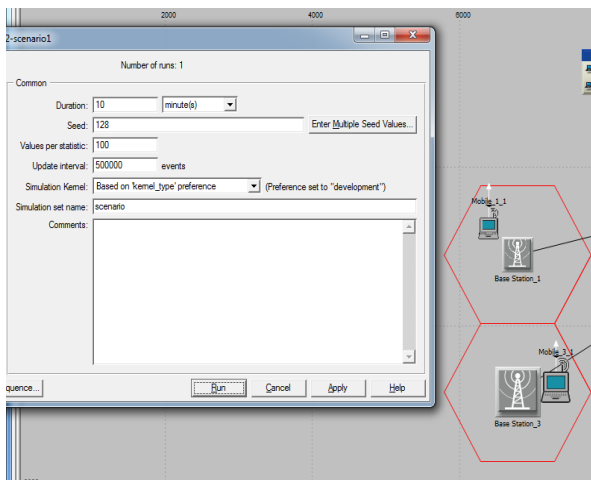 2000 4000 6000
2-scenario1
Number of runs: 1
Common
Duration: 10 minute(s)
Seed: 128 Enter Multiple Seed Values...
Values per statistic: 100
Update interval: 500000 events
Simulation Kernel: Based on 'kernel_type' preference (Preference set to "development")
Simulation set name: scenario
Comments:
quence... Run Cancel Apply Help
Mobile_1_1
Base Station_1
Mobile_3_1
Base Station_3